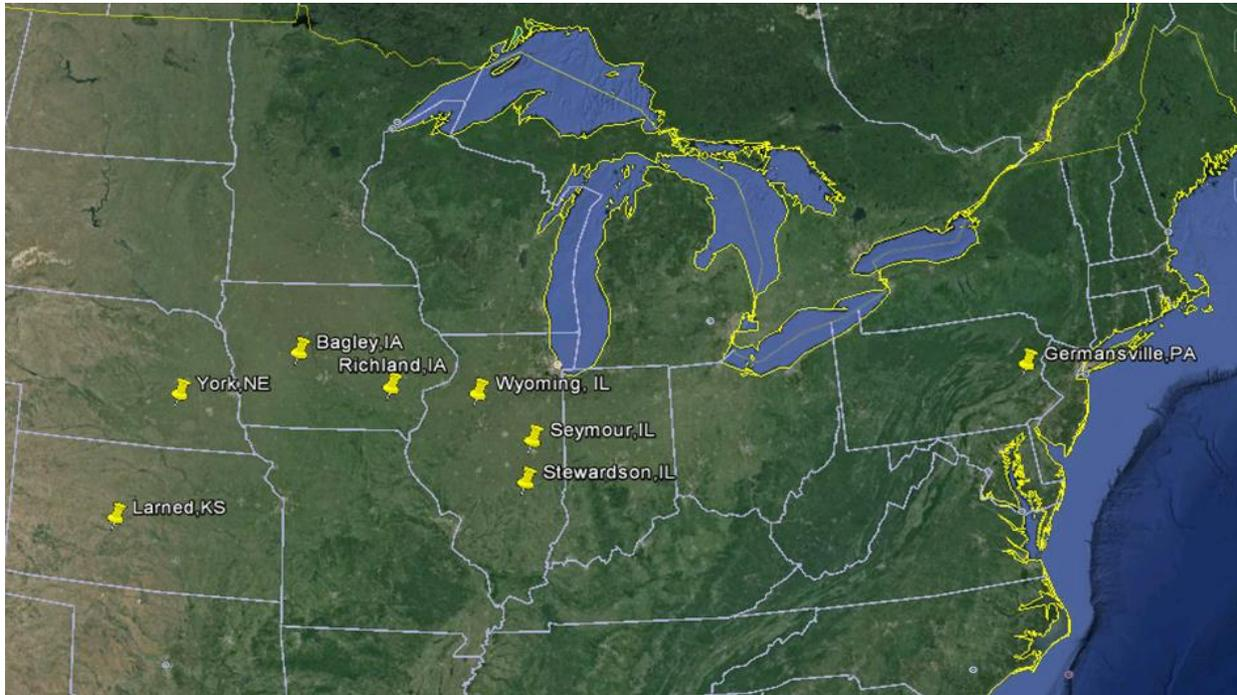 Bagley,IA
Richland,IA
Germansville,PA
York,NE
Wyoming, IL
Seymour,IL
Stewardson,IL
Larned,KS